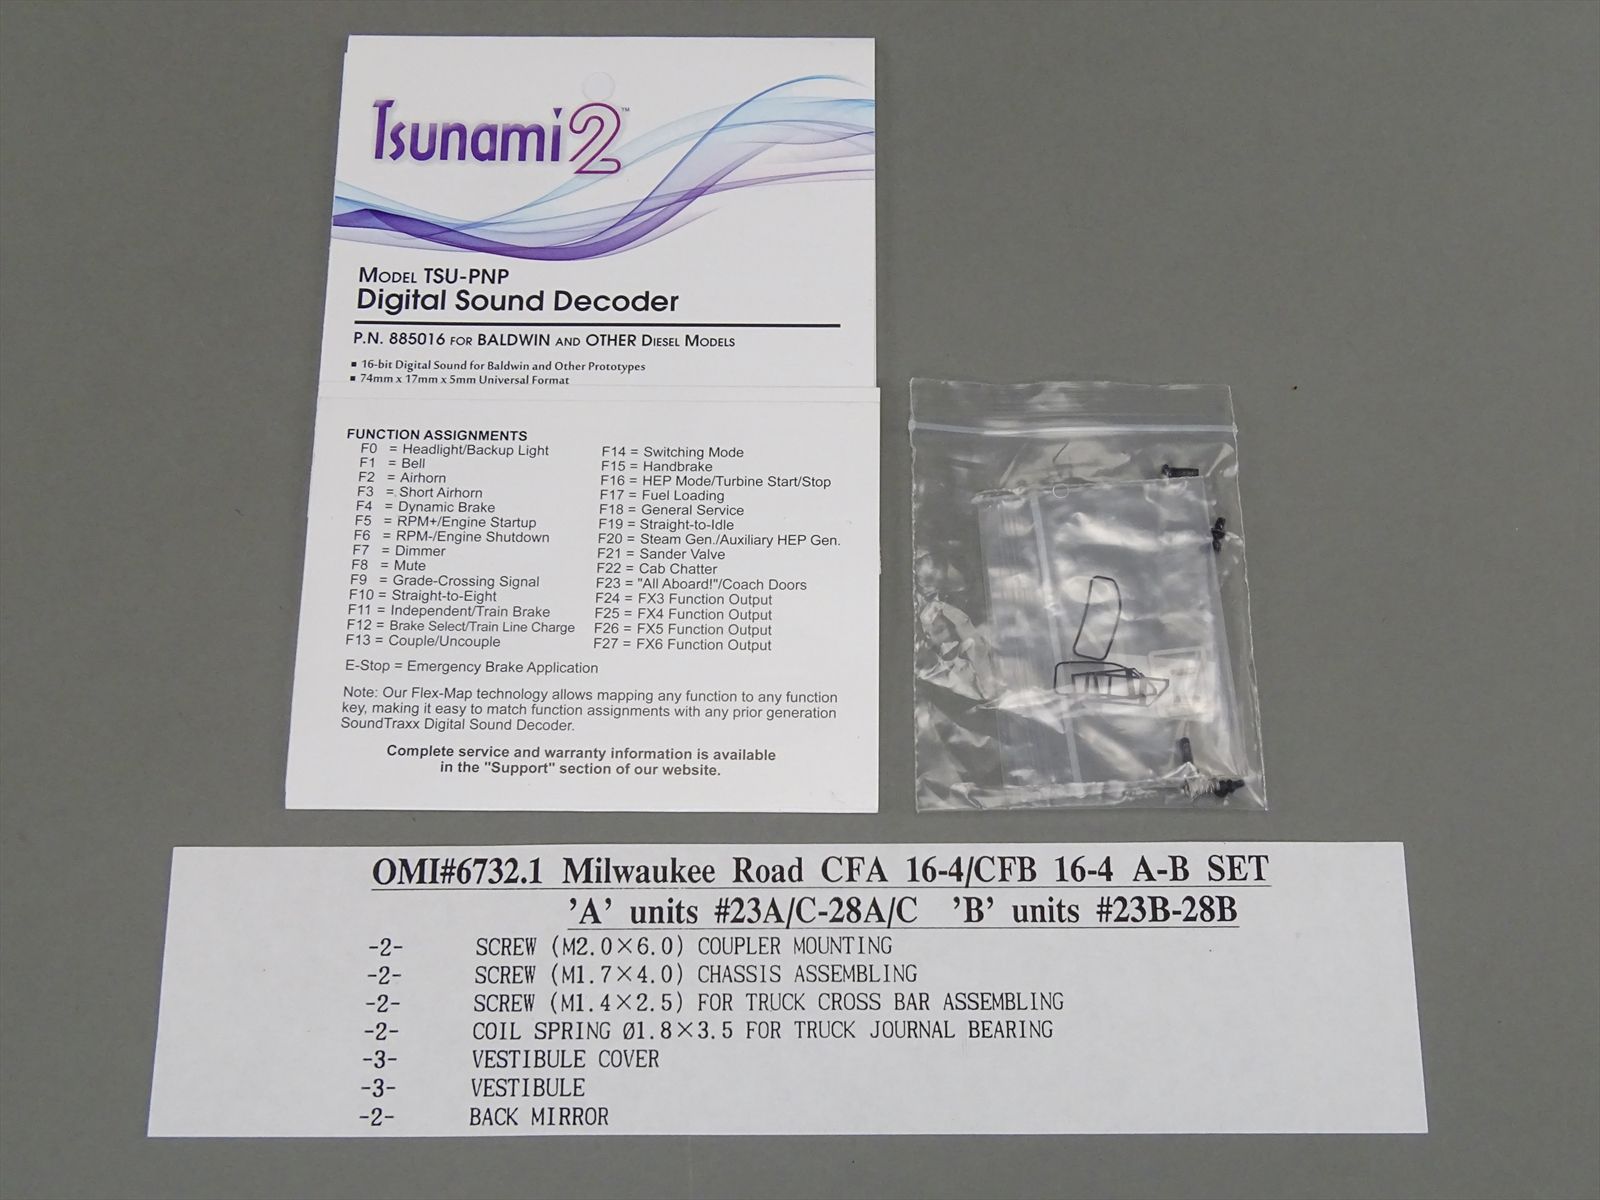 Tsunami2™
MODEL TSU-PNP
Digital Sound Decoder
P.N. 885016 FOR BALDWIN AND OTHER DIESEL MODELS
▪ 16-bit Digital Sound for Baldwin and Other Prototypes
▪ 74mm x 17mm x 5mm Universal Format
FUNCTION ASSIGNMENTS
F0 = Headlight/Backup Light
F1 = Bell
F2 = Airhorn
F3 = Short Airhorn
F4 = Dynamic Brake
F5 = RPM+/Engine Startup
F6 = RPM-/Engine Shutdown
F7 = Dimmer
F8 = Mute
F9 = Grade-Crossing Signal
F10 = Straight-to-Eight
F11 = Independent/Train Brake
F12 = Brake Select/Train Line Charge
F13 = Couple/Uncouple
F14 = Switching Mode
F15 = Handbrake
F16 = HEP Mode/Turbine Start/Stop
F17 = Fuel Loading
F18 = General Service
F19 = Straight-to-Idle
F20 = Steam Gen./Auxiliary HEP Gen.
F21 = Sander Valve
F22 = Cab Chatter
F23 = "All Aboard!"/Coach Doors
F24 = FX3 Function Output
F25 = FX4 Function Output
F26 = FX5 Function Output
F27 = FX6 Function Output
E-Stop = Emergency Brake Application
Note: Our Flex-Map technology allows mapping any function to any function
key, making it easy to match function assignments with any prior generation
SoundTraxx Digital Sound Decoder.
Complete service and warranty information is available
in the "Support" section of our website.
OMI#6732.1 Milwaukee Road CFA 16-4/CFB 16-4 A-B SET
'A' units #23A/C-28A/C 'B' units #23B-28B
-2- SCREW (M2.0×6.0) COUPLER MOUNTING
-2- SCREW (M1.7×4.0) CHASSIS ASSEMBLING
-2- SCREW (M1.4×2.5) FOR TRUCK CROSS BAR ASSEMBLING
-2- COIL SPRING Ø1.8×3.5 FOR TRUCK JOURNAL BEARING
-3- VESTIBULE COVER
-3- VESTIBULE
-2- BACK MIRROR